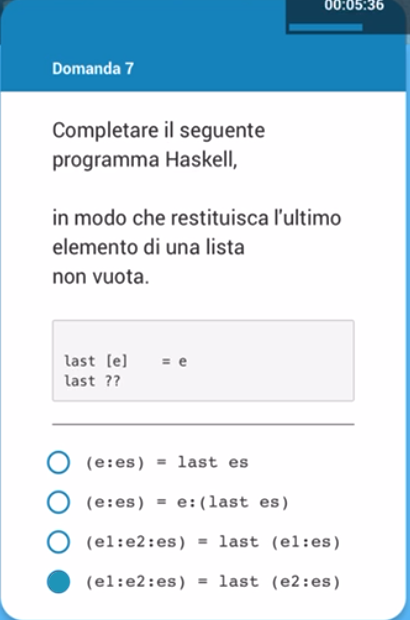 00:05:36
Domanda 7
Completare il seguente
programma Haskell,
in modo che restituisca l'ultimo
elemento di una lista
non vuota.
last [e]    = e
last ??
(e:es) = last es
(e:es) = e:(last es)
(e1:e2:es) = last (e1:es)
(e1:e2:es) = last (e2:es)